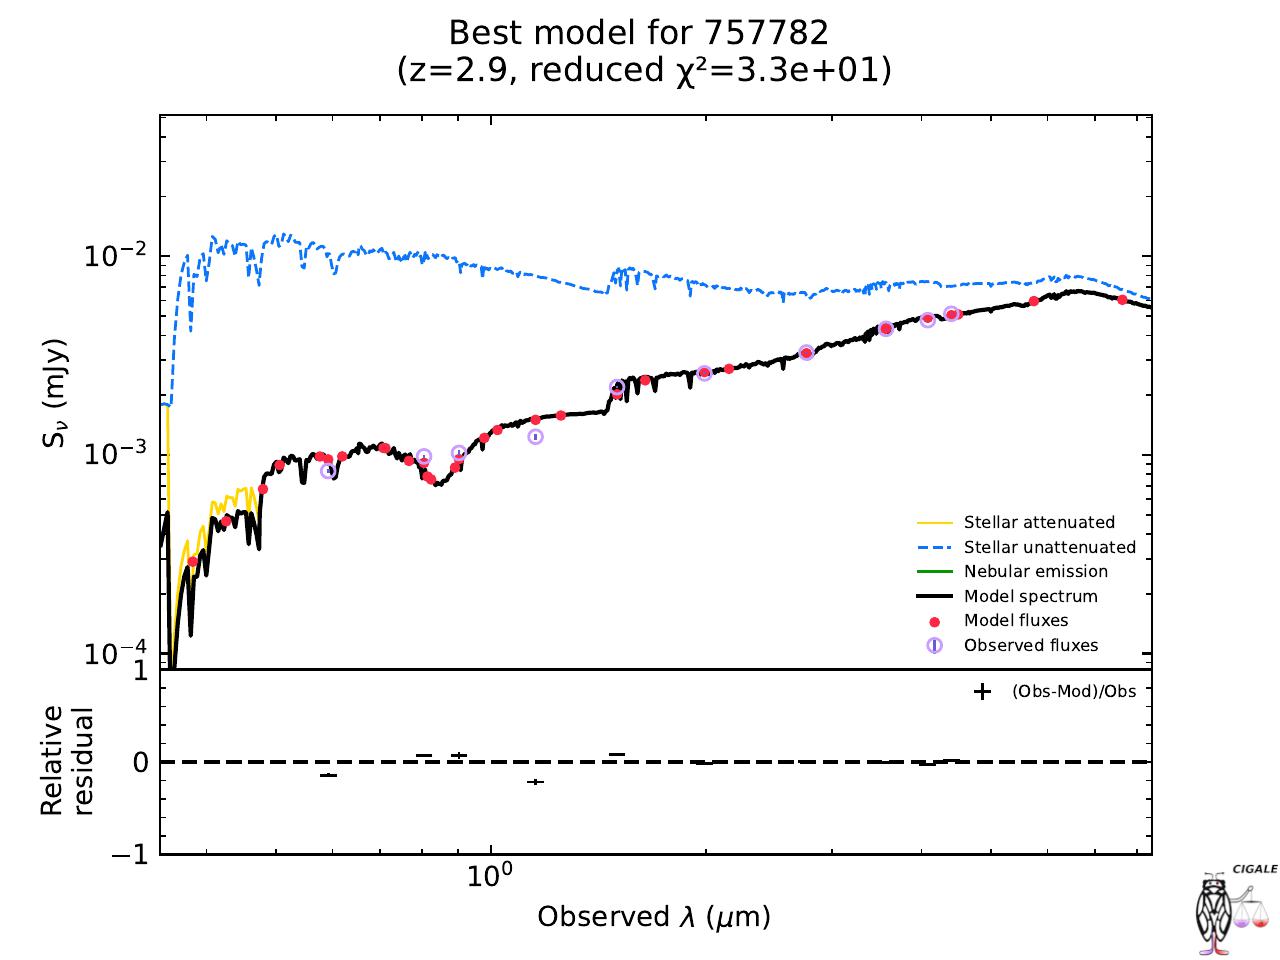 Best model for 757782
(z=2.9, reduced χ²=3.3e+01)
S_ν (mJy)
10⁻²
10⁻³
10⁻⁴
Stellar attenuated
Stellar unattenuated
Nebular emission
Model spectrum
Model fluxes
Observed fluxes
Relative
residual
1
0
−1
(Obs-Mod)/Obs
10⁰
Observed λ (μm)
CIGALE